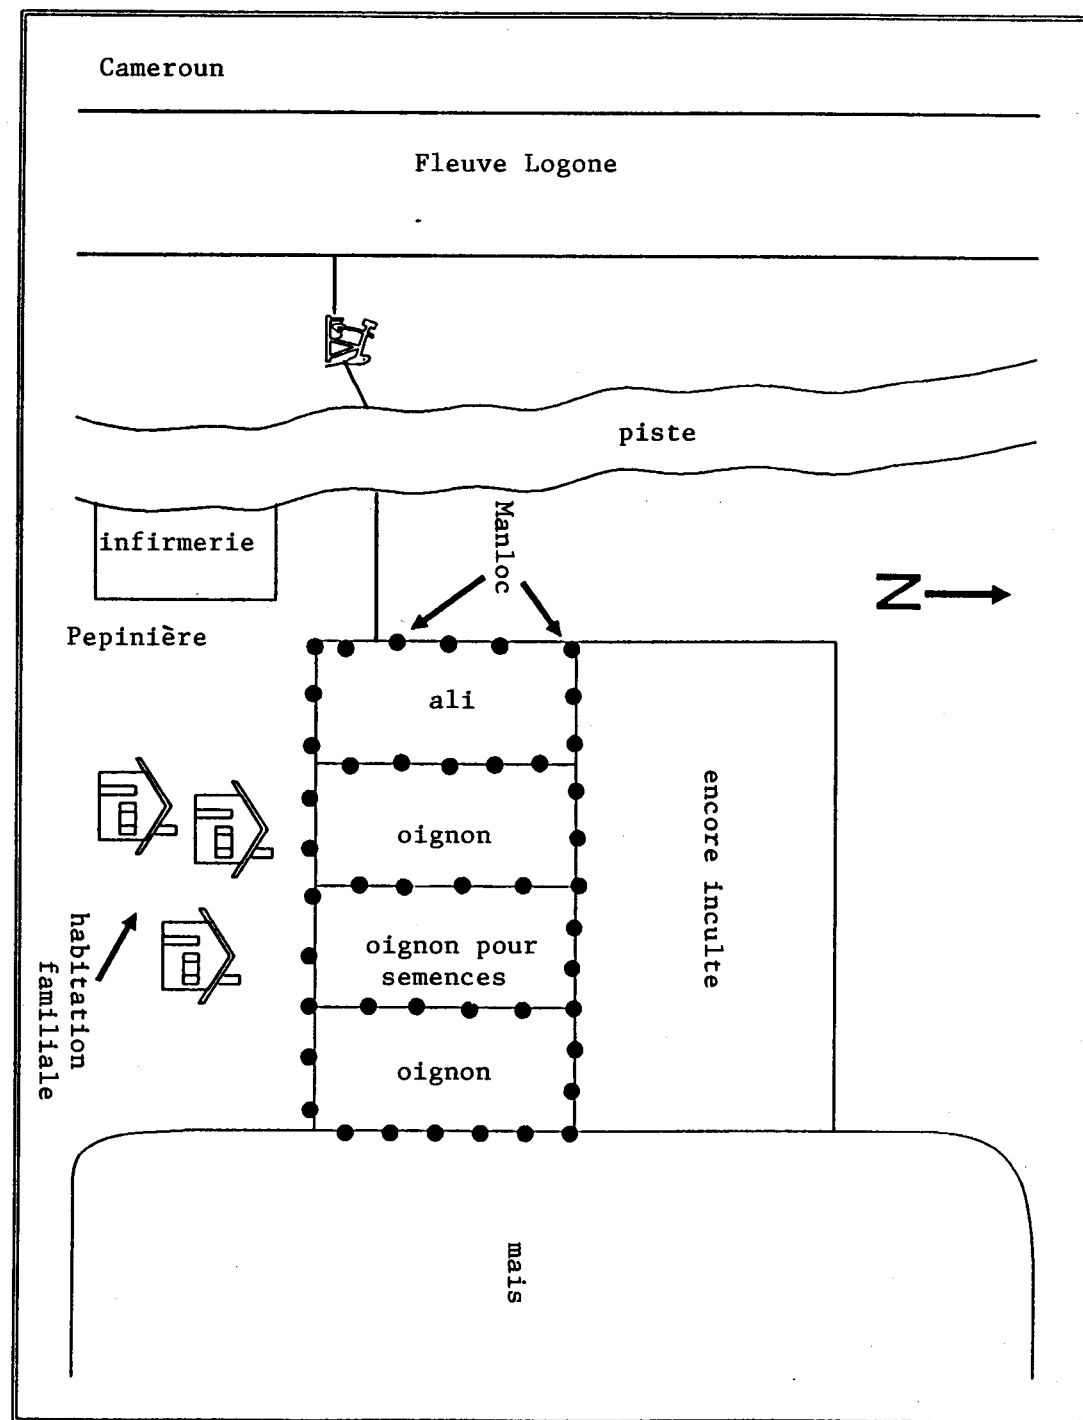 Cameroun
Fleuve Logone
piste
infirmerie
Manloc
N
Pepinière
ali
encore inculte
oignon
habitation
familiale
oignon pour
semences
oignon
mais